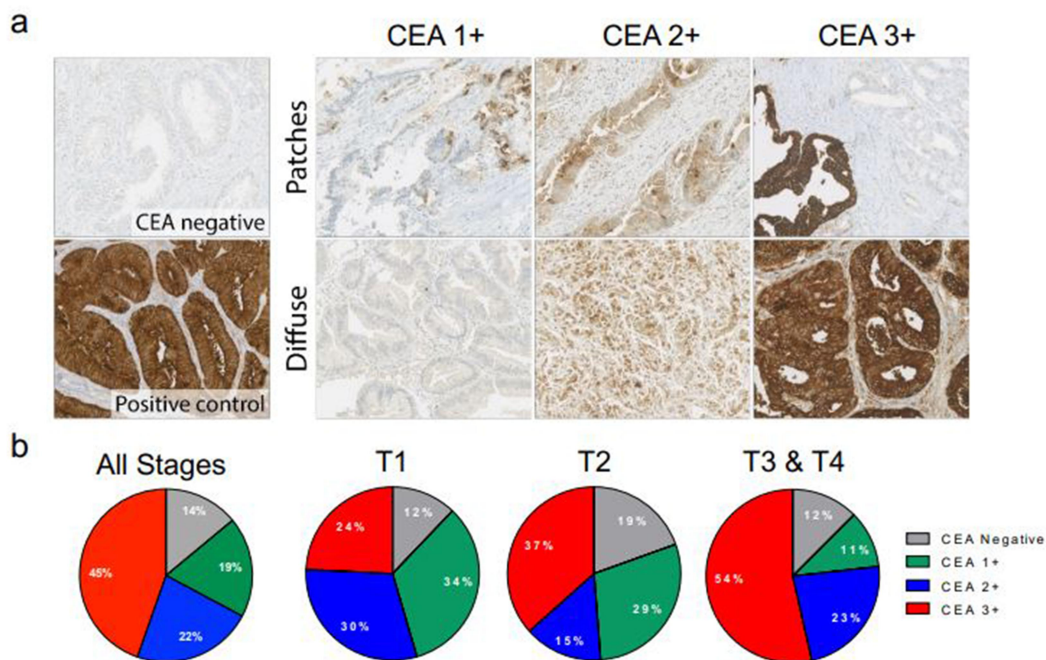 a
CEA 1+ CEA 2+ CEA 3+
CEA negative
Patches
Positive control
Diffuse
b
All Stages T1 T2 T3 & T4
14%
19%
22%
45%
12%
34%
30%
24%
19%
29%
15%
37%
12%
11%
23%
54%
CEA Negative
CEA 1+
CEA 2+
CEA 3+